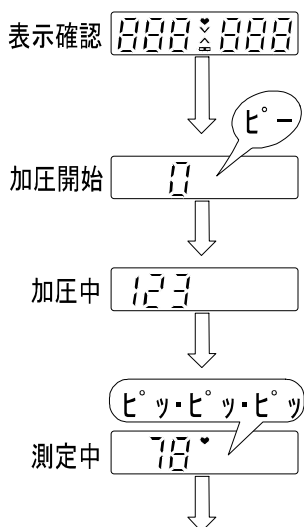 表示確認 888 888
ピー
加圧開始 0
加圧中 123
ピッ・ピッ・ピッ
測定中 78 ♥